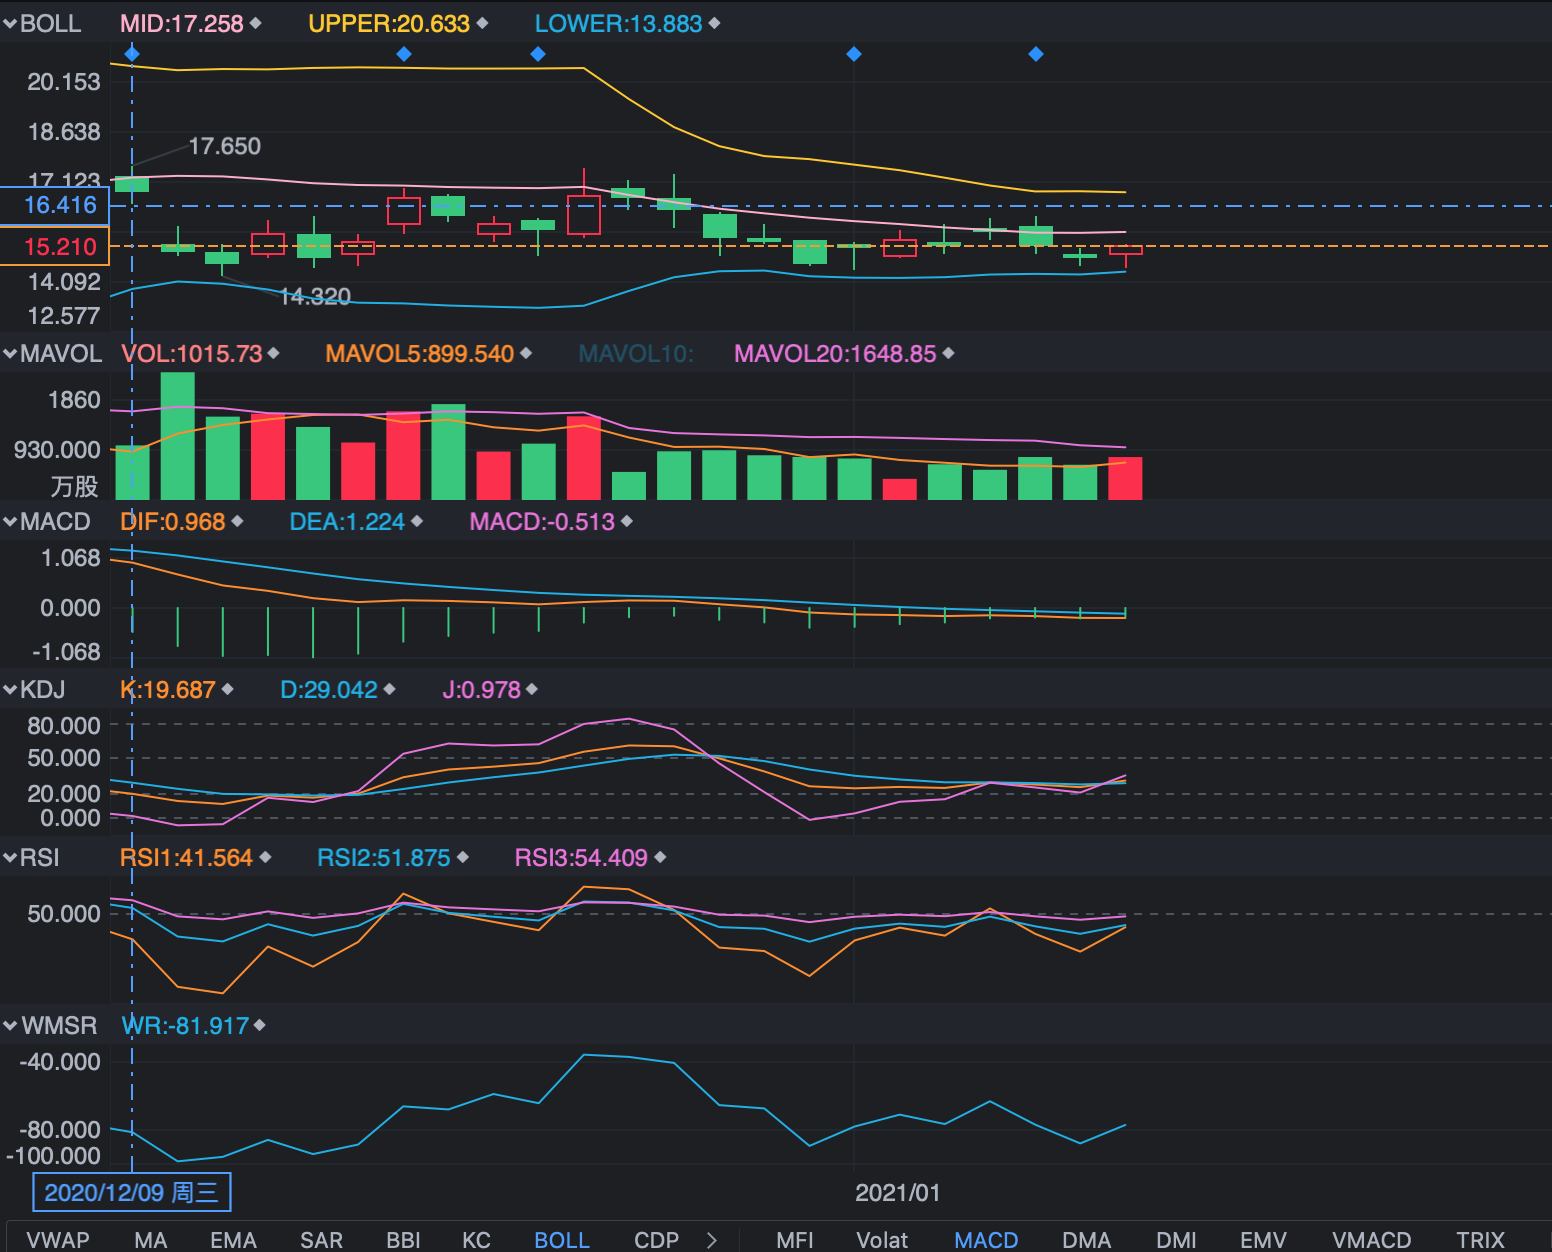 BOLL MID:17.258 UPPER:20.633 LOWER:13.883
20.153
18.638
17.650
17.123
16.416
15.210
14.092
14.320
12.577
MAVOL VOL:1015.73 MAVOL5:899.540 MAVOL10: MAVOL20:1648.85
1860
930.000
万股
MACD DIF:0.968 DEA:1.224 MACD:-0.513
1.068
0.000
-1.068
KDJ K:19.687 D:29.042 J:0.978
80.000
50.000
20.000
0.000
RSI RSI1:41.564 RSI2:51.875 RSI3:54.409
50.000
WMSR WR:-81.917
-40.000
-80.000
-100.000
2020/12/09 周三 2021/01
VWAP MA EMA SAR BBI KC BOLL CDP > MFI Volat MACD DMA DMI EMV VMACD TRIX